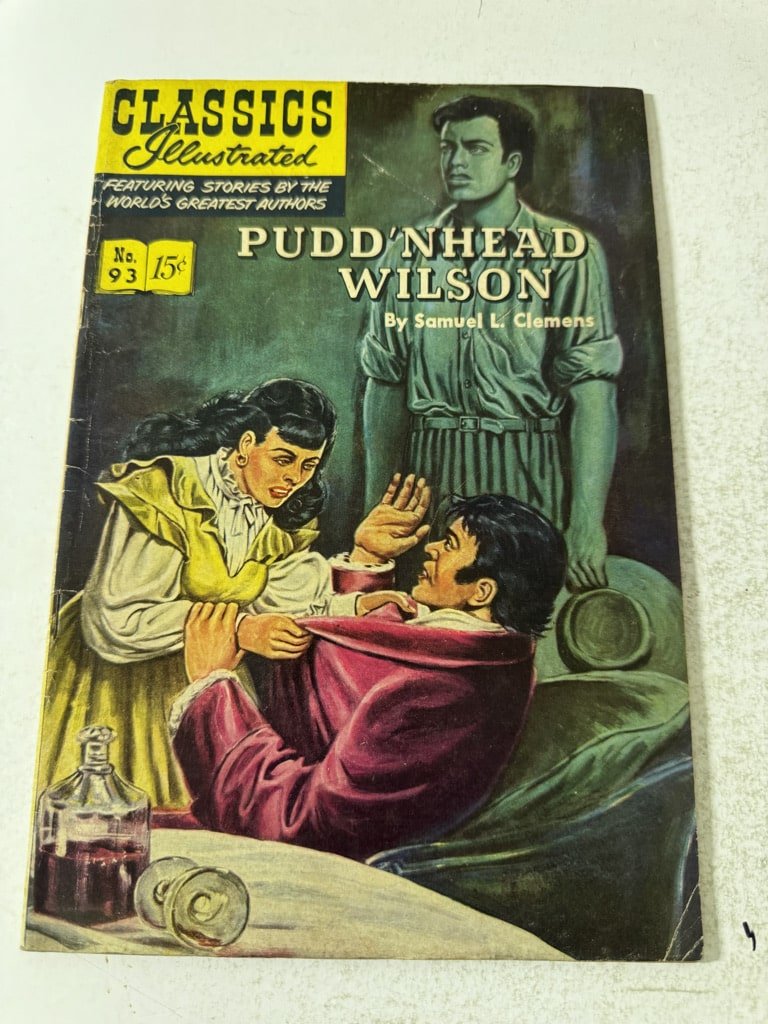 CLASSICS
Illustrated
FEATURING STORIES BY THE
WORLD'S GREATEST AUTHORS
No.
93
15¢
PUDD'NHEAD
WILSON
By Samuel L. Clemens